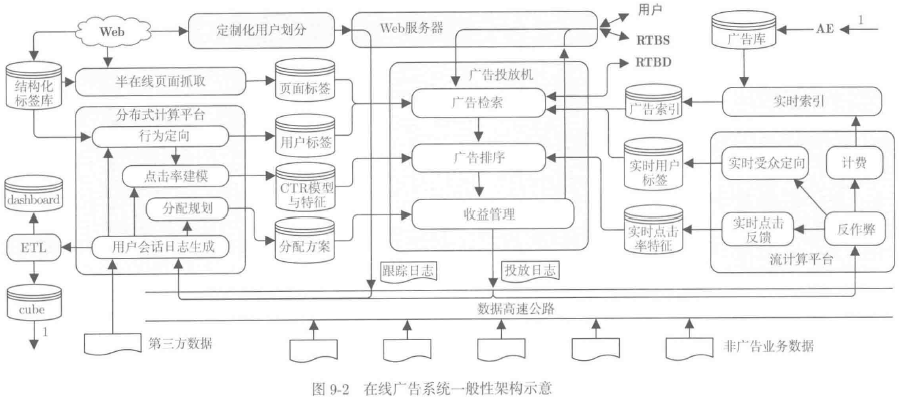 Web
定制化用户划分
Web服务器
用户
RTBS
RTBD
广告库
AE
1
结构化
标签库
半在线页面抓取
页面标签
广告投放机
广告检索
广告索引
实时索引
分布式计算平台
行为定向
用户标签
点击率建模
CTR模型
与特征
广告排序
实时用户
标签
实时受众定向
计费
dashboard
分配规划
分配方案
收益管理
实时点击
率特征
实时点击
反馈
反作弊
ETL
用户会话日志生成
流计算平台
跟踪日志
投放日志
cube
1
数据高速公路
第三方数据
非广告业务数据
图 9-2 在线广告系统一般性架构示意